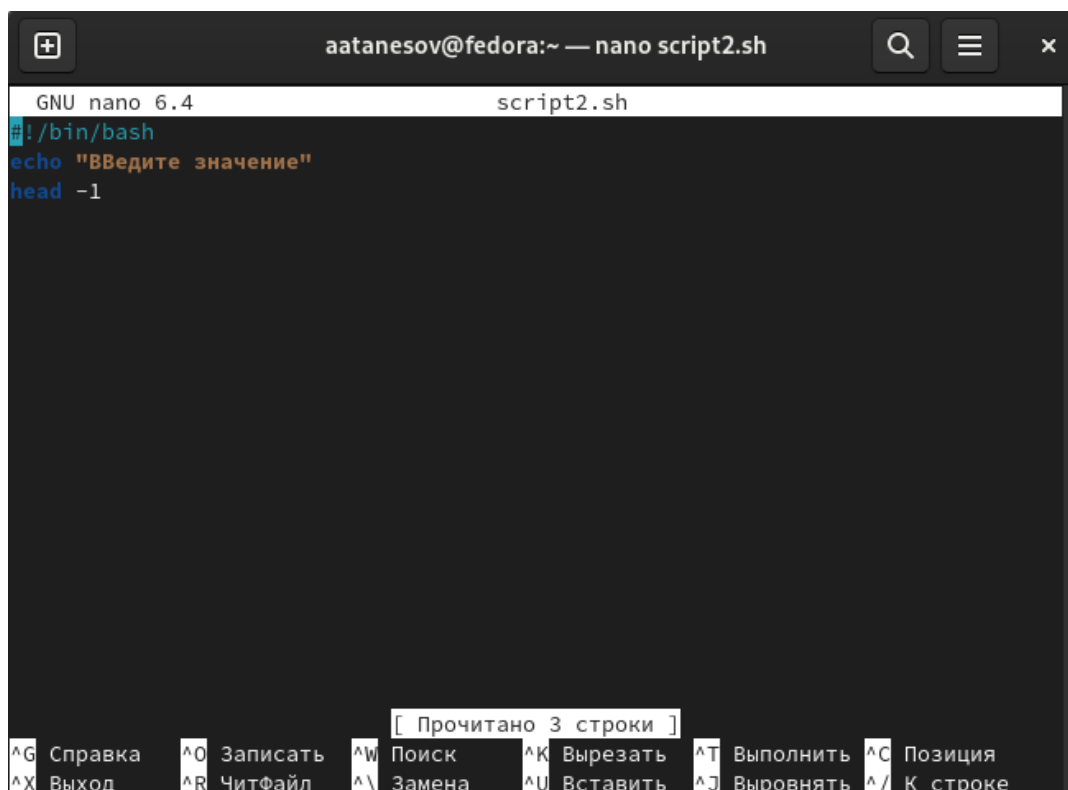 aatanesov@fedora:~ — nano script2.sh
GNU nano 6.4 script2.sh
#!/bin/bash
echo "ВВедите значение"
head -1
[ Прочитано 3 строки ]
^G Справка ^O Записать ^W Поиск ^K Вырезать ^T Выполнить ^C Позиция
^X Выход ^R ЧитФайл ^\ Замена ^U Вставить ^J Выровнять ^/ К строке